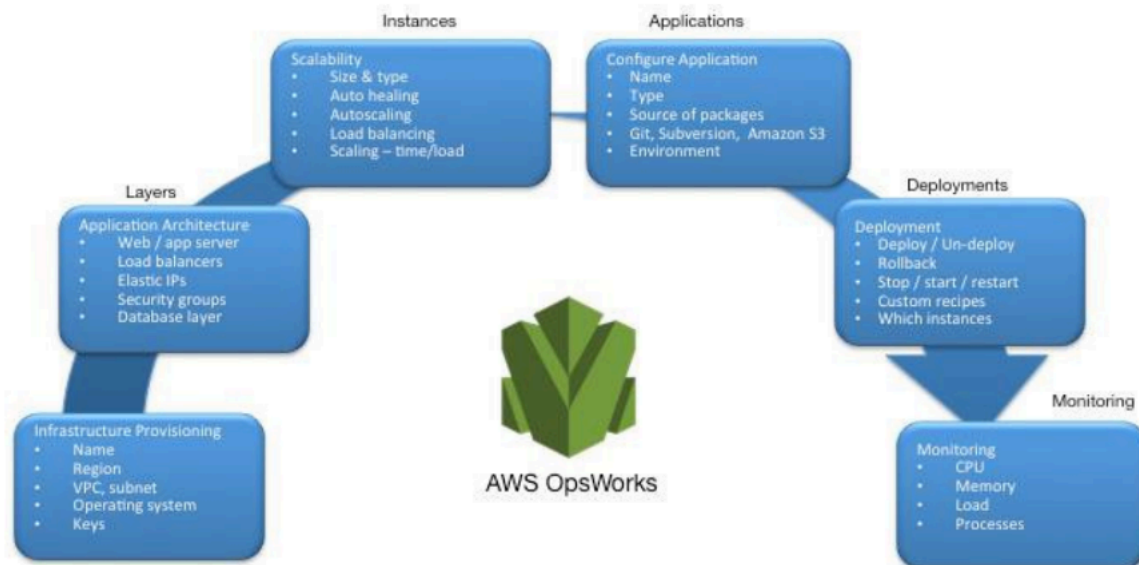 Instances
Scalability
• Size & type
• Auto healing
• Autoscaling
• Load balancing
• Scaling – time/load
Applications
Configure Application
• Name
• Type
• Source of packages
• Git, Subversion, Amazon S3
• Environment
Layers
Application Architecture
• Web / app server
• Load balancers
• Elastic IPs
• Security groups
• Database layer
Deployments
Deployment
• Deploy / Un-deploy
• Rollback
• Stop / start / restart
• Custom recipes
• Which instances
Infrastructure Provisioning
• Name
• Region
• VPC, subnet
• Operating system
• Keys
AWS OpsWorks
Monitoring
Monitoring
• CPU
• Memory
• Load
• Processes